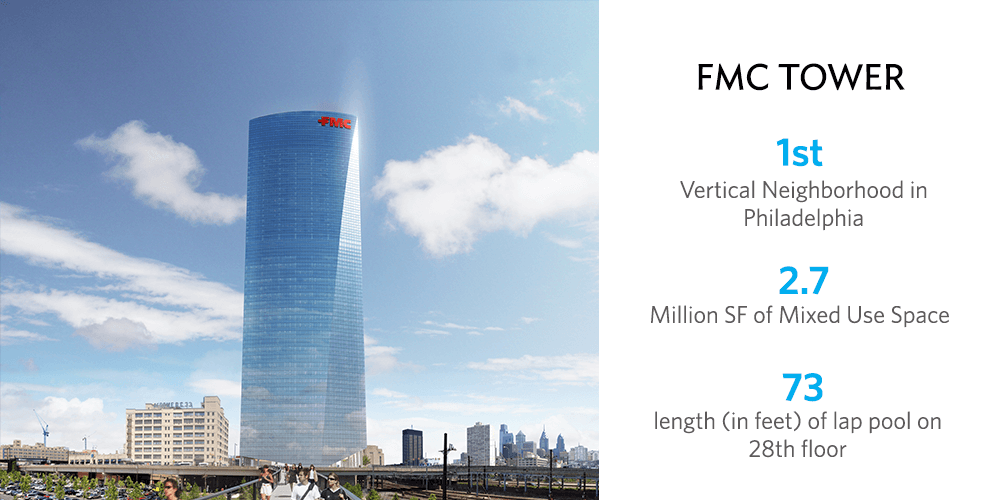 FMC
FMC TOWER
1st
Vertical Neighborhood in
Philadelphia
2.7
Million SF of Mixed Use Space
73
length (in feet) of lap pool on
28th floor